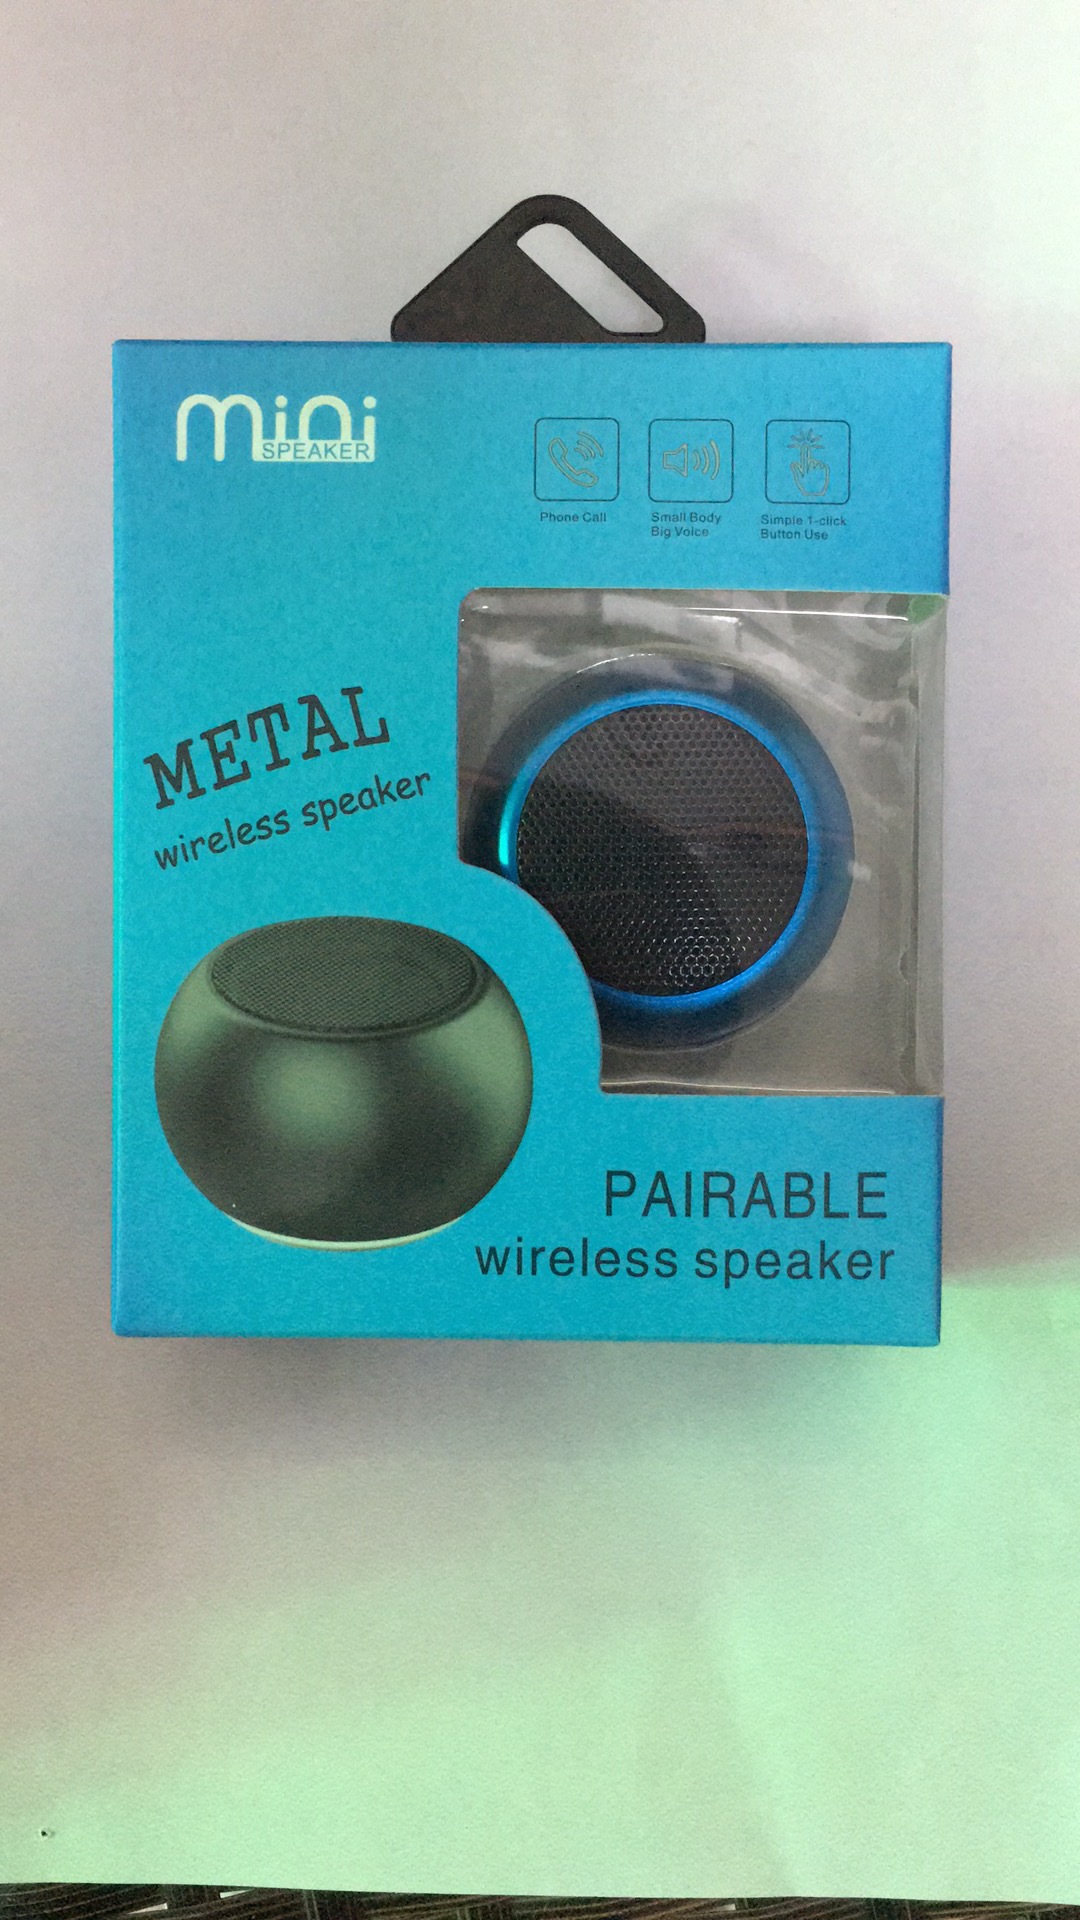 mini
SPEAKER
Phone Call
Small Body
Big Voice
Simple 1-click
Button Use
METAL
wireless speaker
PAIRABLE
wireless speaker